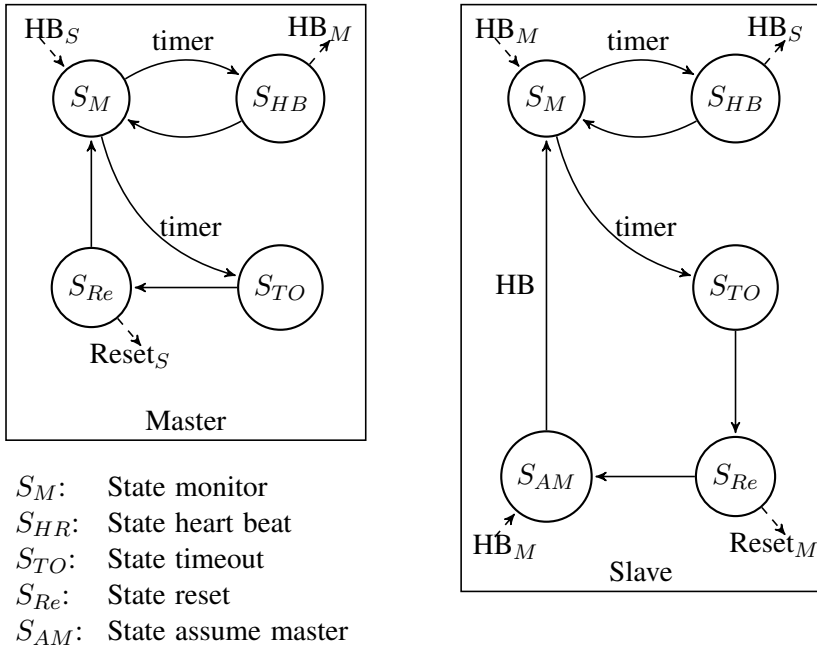 HB_S
timer
HB_M
S_M
S_HB
timer
S_Re
S_TO
Reset_S
Master
HB_M
timer
HB_S
S_M
S_HB
timer
S_TO
HB
S_AM
S_Re
HB_M
Reset_M
Slave
S_M: State monitor
S_HR: State heart beat
S_TO: State timeout
S_Re: State reset
S_AM: State assume master